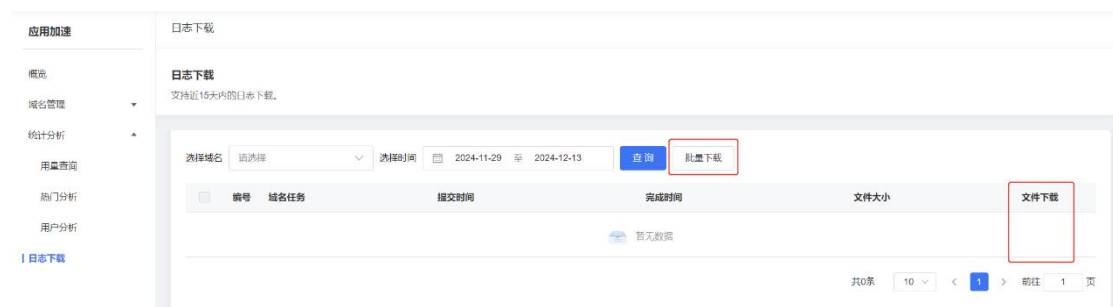 应用加速
概览
域名管理
统计分析
用量查询
热门分析
用户分析
日志下载
日志下载
日志下载
支持近15天内的日志下载。
选择域名 请选择 选择时间 2024-11-29 至 2024-12-13 查询 批量下载
编号 域名任务 提交时间 完成时间 文件大小 文件下载
暂无数据
共0条 10 1 前往 1 页